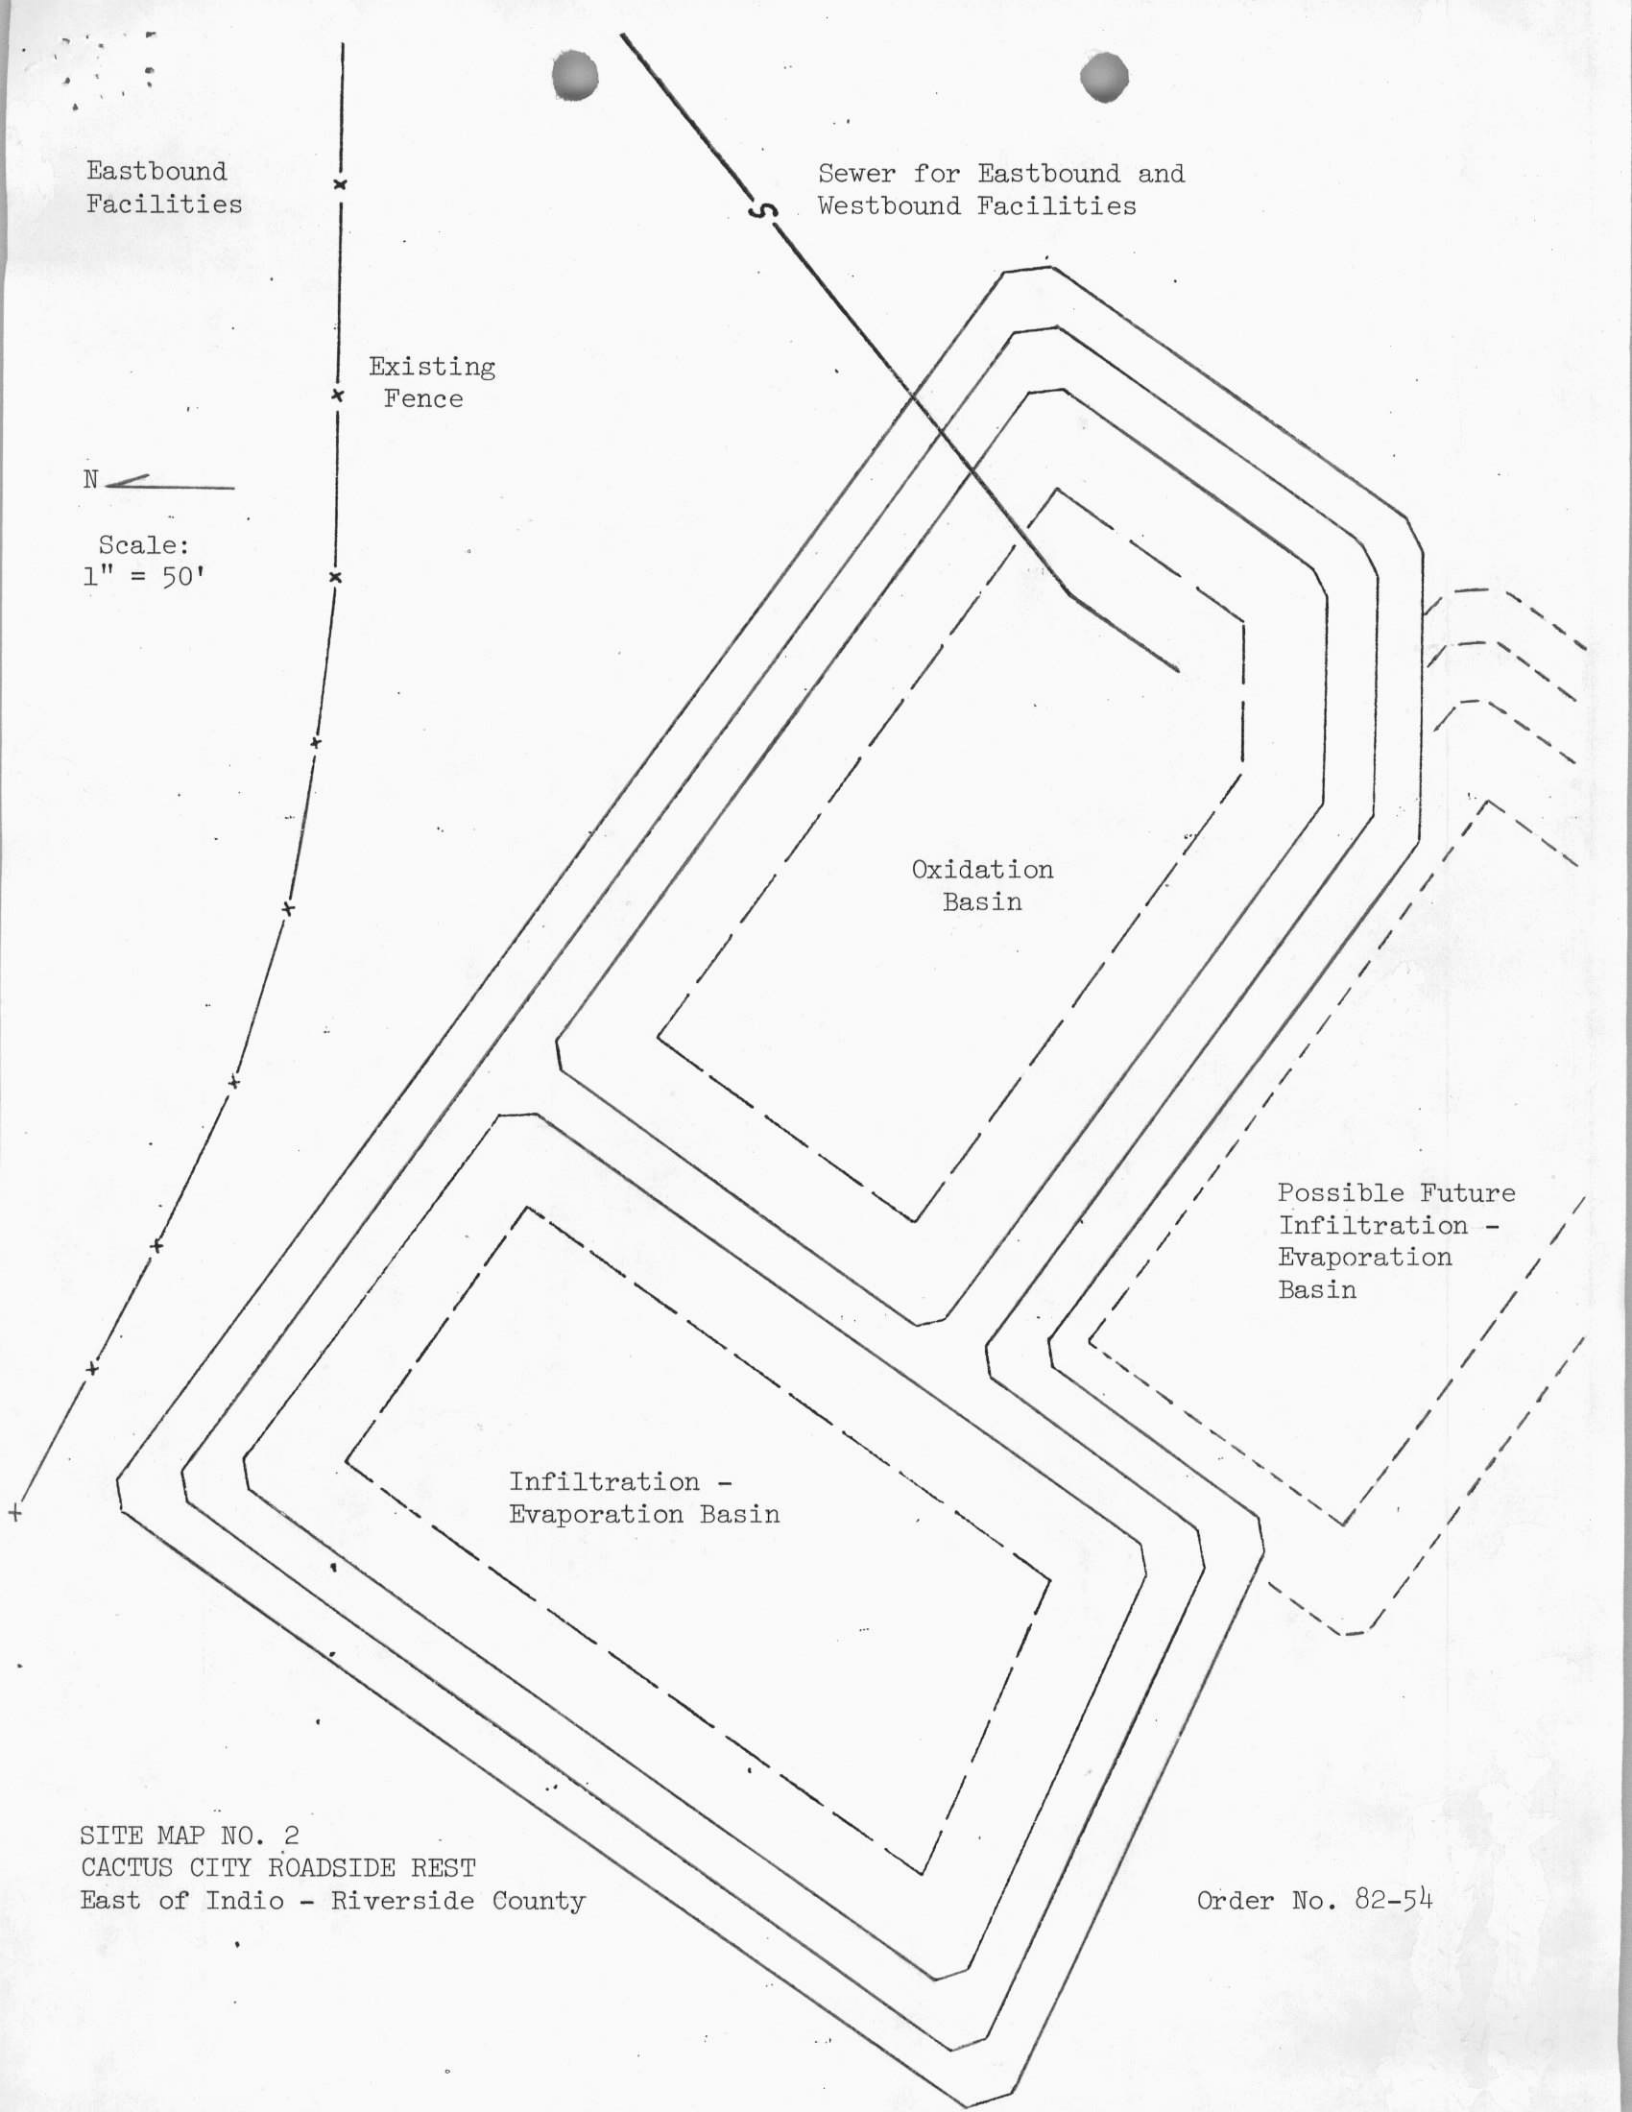 Eastbound
Facilities
S
Sewer for Eastbound and
Westbound Facilities
Existing
Fence
N
Scale:
1" = 50'
Oxidation
Basin
Possible Future
Infiltration -
Evaporation
Basin
Infiltration -
Evaporation Basin
SITE MAP NO. 2
CACTUS CITY ROADSIDE REST
East of Indio - Riverside County
Order No. 82-54